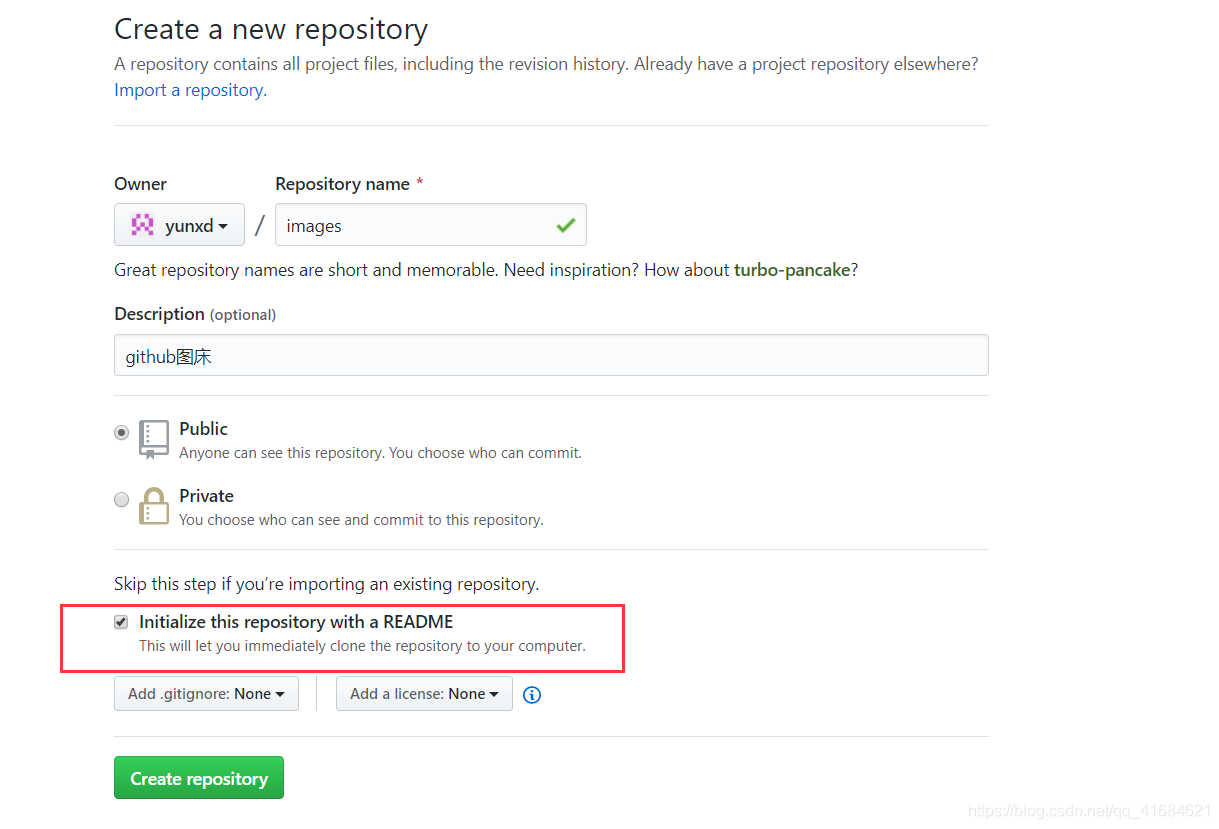 Create a new repository
A repository contains all project files, including the revision history. Already have a project repository elsewhere?
Import a repository.
Owner
Repository name *
yunxd / images
Great repository names are short and memorable. Need inspiration? How about turbo-pancake?
Description (optional)
github图床
Public
Anyone can see this repository. You choose who can commit.
Private
You choose who can see and commit to this repository.
Skip this step if you’re importing an existing repository.
Initialize this repository with a README
This will let you immediately clone the repository to your computer.
Add .gitignore: None
Add a license: None
Create repository
https://blog.csdn.net/qq_41684621